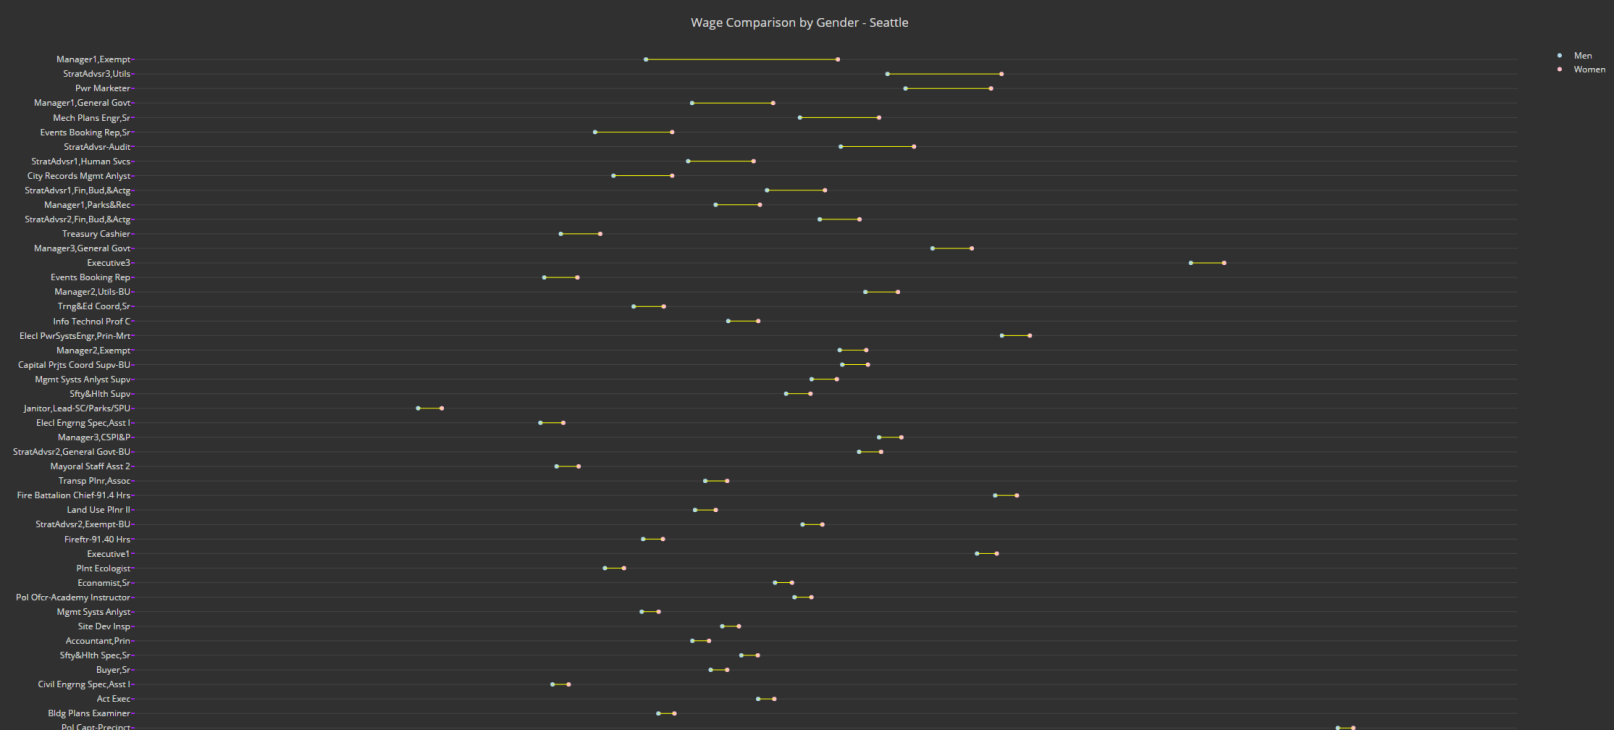 Wage Comparison by Gender - Seattle
Men
Women
Manager1,Exempt
StratAdvsr3,Utils
Pwr Marketer
Manager1,General Govt
Mech Plans Engr,Sr
Events Booking Rep,Sr
StratAdvsr-Audit
StratAdvsr1,Human Svcs
City Records Mgmt Anlyst
StratAdvsr1,Fin,Bud,&Actg
Manager1,Parks&Rec
StratAdvsr2,Fin,Bud,&Actg
Treasury Cashier
Manager3,General Govt
Executive3
Events Booking Rep
Manager2,Utils-BU
Trng&Ed Coord,Sr
Info Technol Prof C
Elecl PwrSystsEngr,Prin-Mrt
Manager2,Exempt
Capital Prjts Coord Supv-BU
Mgmt Systs Anlyst Supv
Sfty&Hlth Supv
Janitor,Lead-SC/Parks/SPU
Elecl Engrng Spec,Asst I
Manager3,CSPI&P
StratAdvsr2,General Govt-BU
Mayoral Staff Asst 2
Transp Plnr,Assoc
Fire Battalion Chief-91.4 Hrs
Land Use Plnr II
StratAdvsr2,Exempt-BU
Fireftr-91.40 Hrs
Executive1
Plnt Ecologist
Economist,Sr
Pol Ofcr-Academy Instructor
Mgmt Systs Anlyst
Site Dev Insp
Accountant,Prin
Sfty&Hlth Spec,Sr
Buyer,Sr
Civil Engrng Spec,Asst I
Act Exec
Bldg Plans Examiner
Pol Capt-Precinct